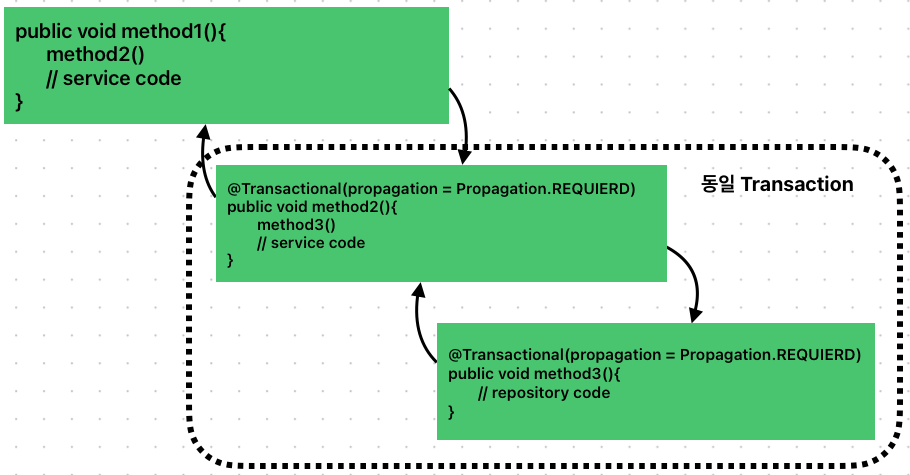 public void method1(){
method2()
// service code
}
동일 Transaction
@Transactional(propagation = Propagation.REQUIERD)
public void method2(){
method3()
// service code
}
@Transactional(propagation = Propagation.REQUIERD)
public void method3(){
// repository code
}